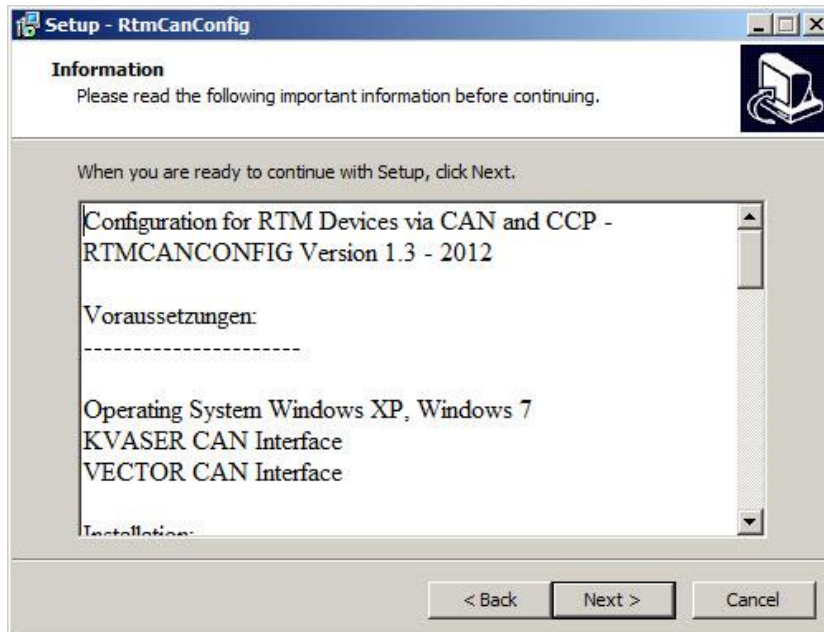 Setup - RtmCanConfig
Information
Please read the following important information before continuing.
When you are ready to continue with Setup, click Next.
Configuration for RTM Devices via CAN and CCP -
RTMCANCONFIG Version 1.3 - 2012
Voraussetzungen:
----------------------
Operating System Windows XP, Windows 7
KVASER CAN Interface
VECTOR CAN Interface
Installation:
< Back
Next >
Cancel